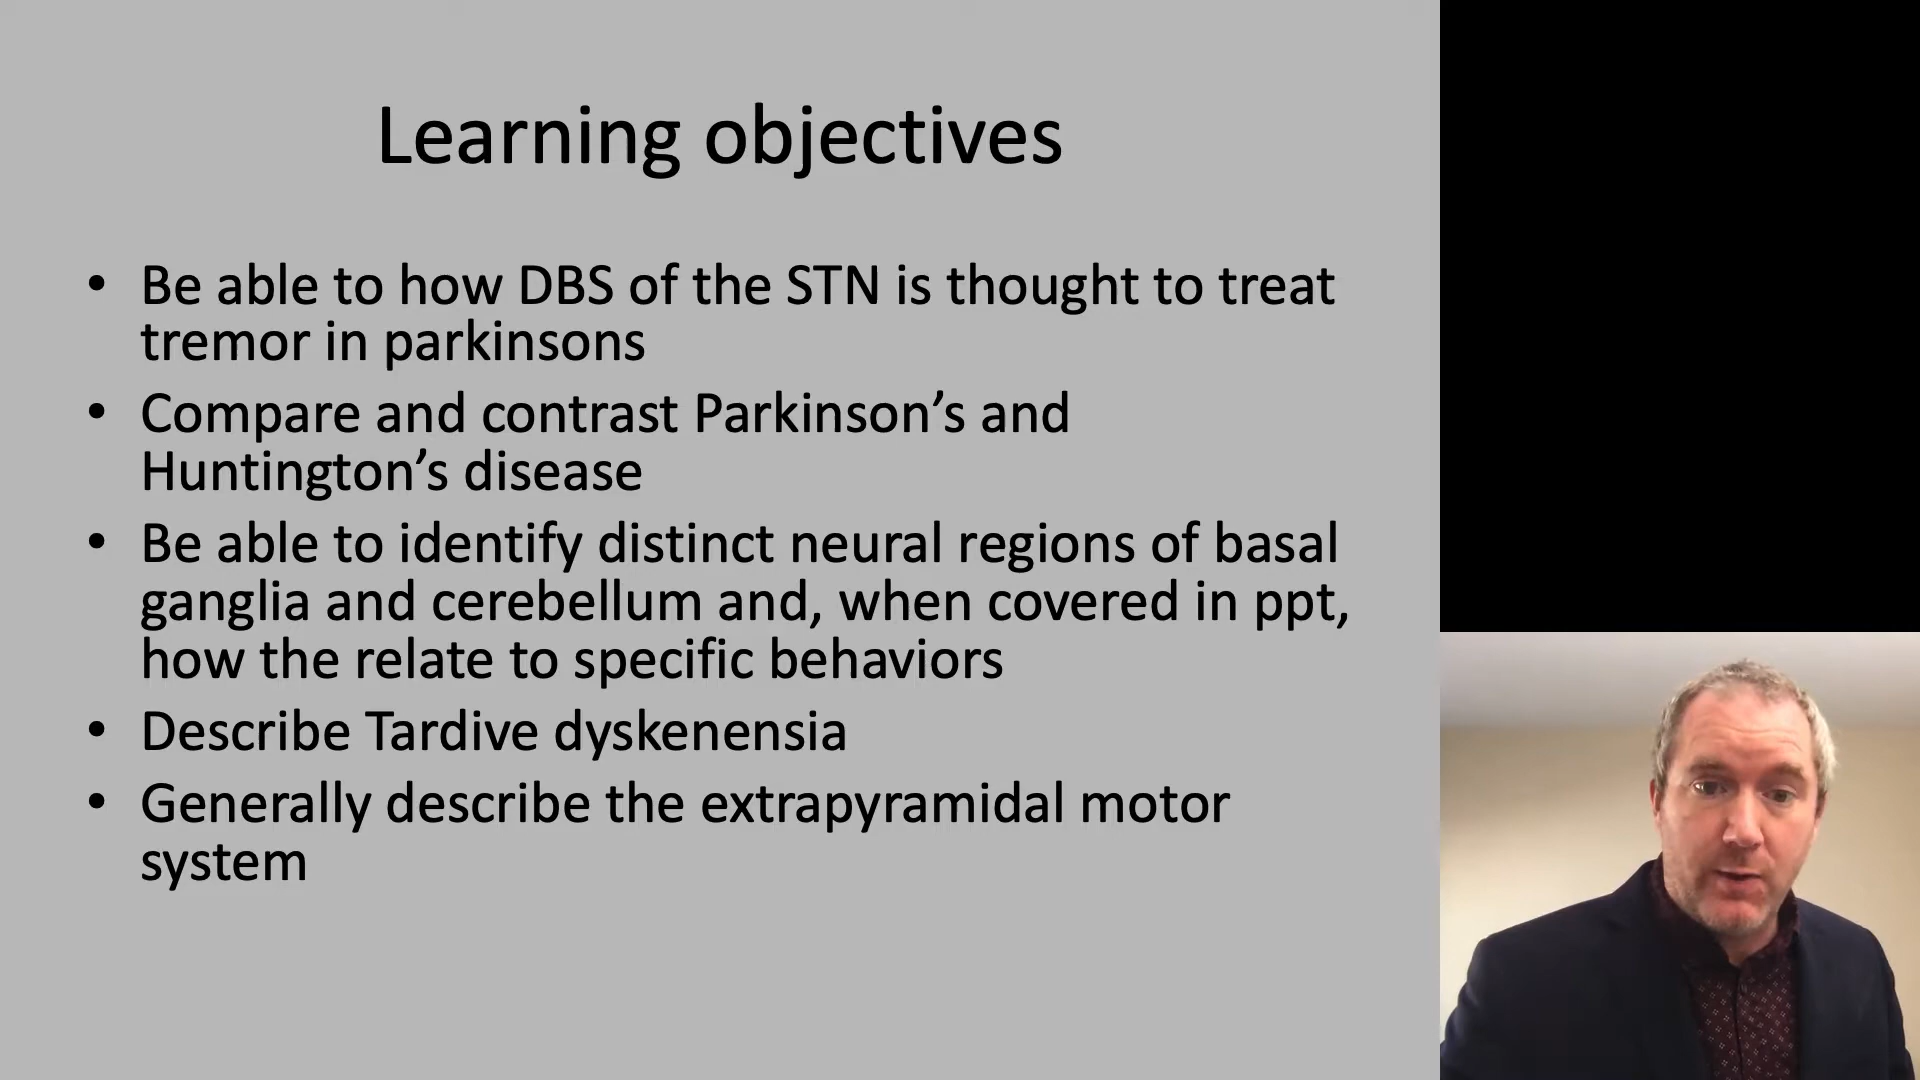 Learning objectives
• Be able to how DBS of the STN is thought to treat
tremor in parkinsons
• Compare and contrast Parkinson’s and
Huntington’s disease
• Be able to identify distinct neural regions of basal
ganglia and cerebellum and, when covered in ppt,
how the relate to specific behaviors
• Describe Tardive dyskenensia
• Generally describe the extrapyramidal motor
system